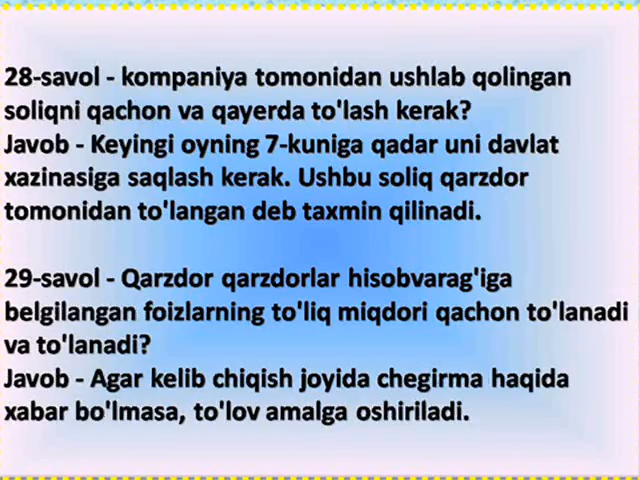 28-savol - kompaniya tomonidan ushlab qolingan
soliqni qachon va qayerda to'lash kerak?
Javob - Keyingi oyning 7-kuniga qadar uni davlat
xazinasiga saqlash kerak. Ushbu soliq qarzdor
tomonidan to'langan deb taxmin qilinadi.
29-savol - Qarzdor qarzdorlar hisobvarag'iga
belgilangan foizlarning to'liq miqdori qachon to'lanadi
va to'lanadi?
Javob - Agar kelib chiqish joyida chegirma haqida
xabar bo'lmasa, to'lov amalga oshiriladi.